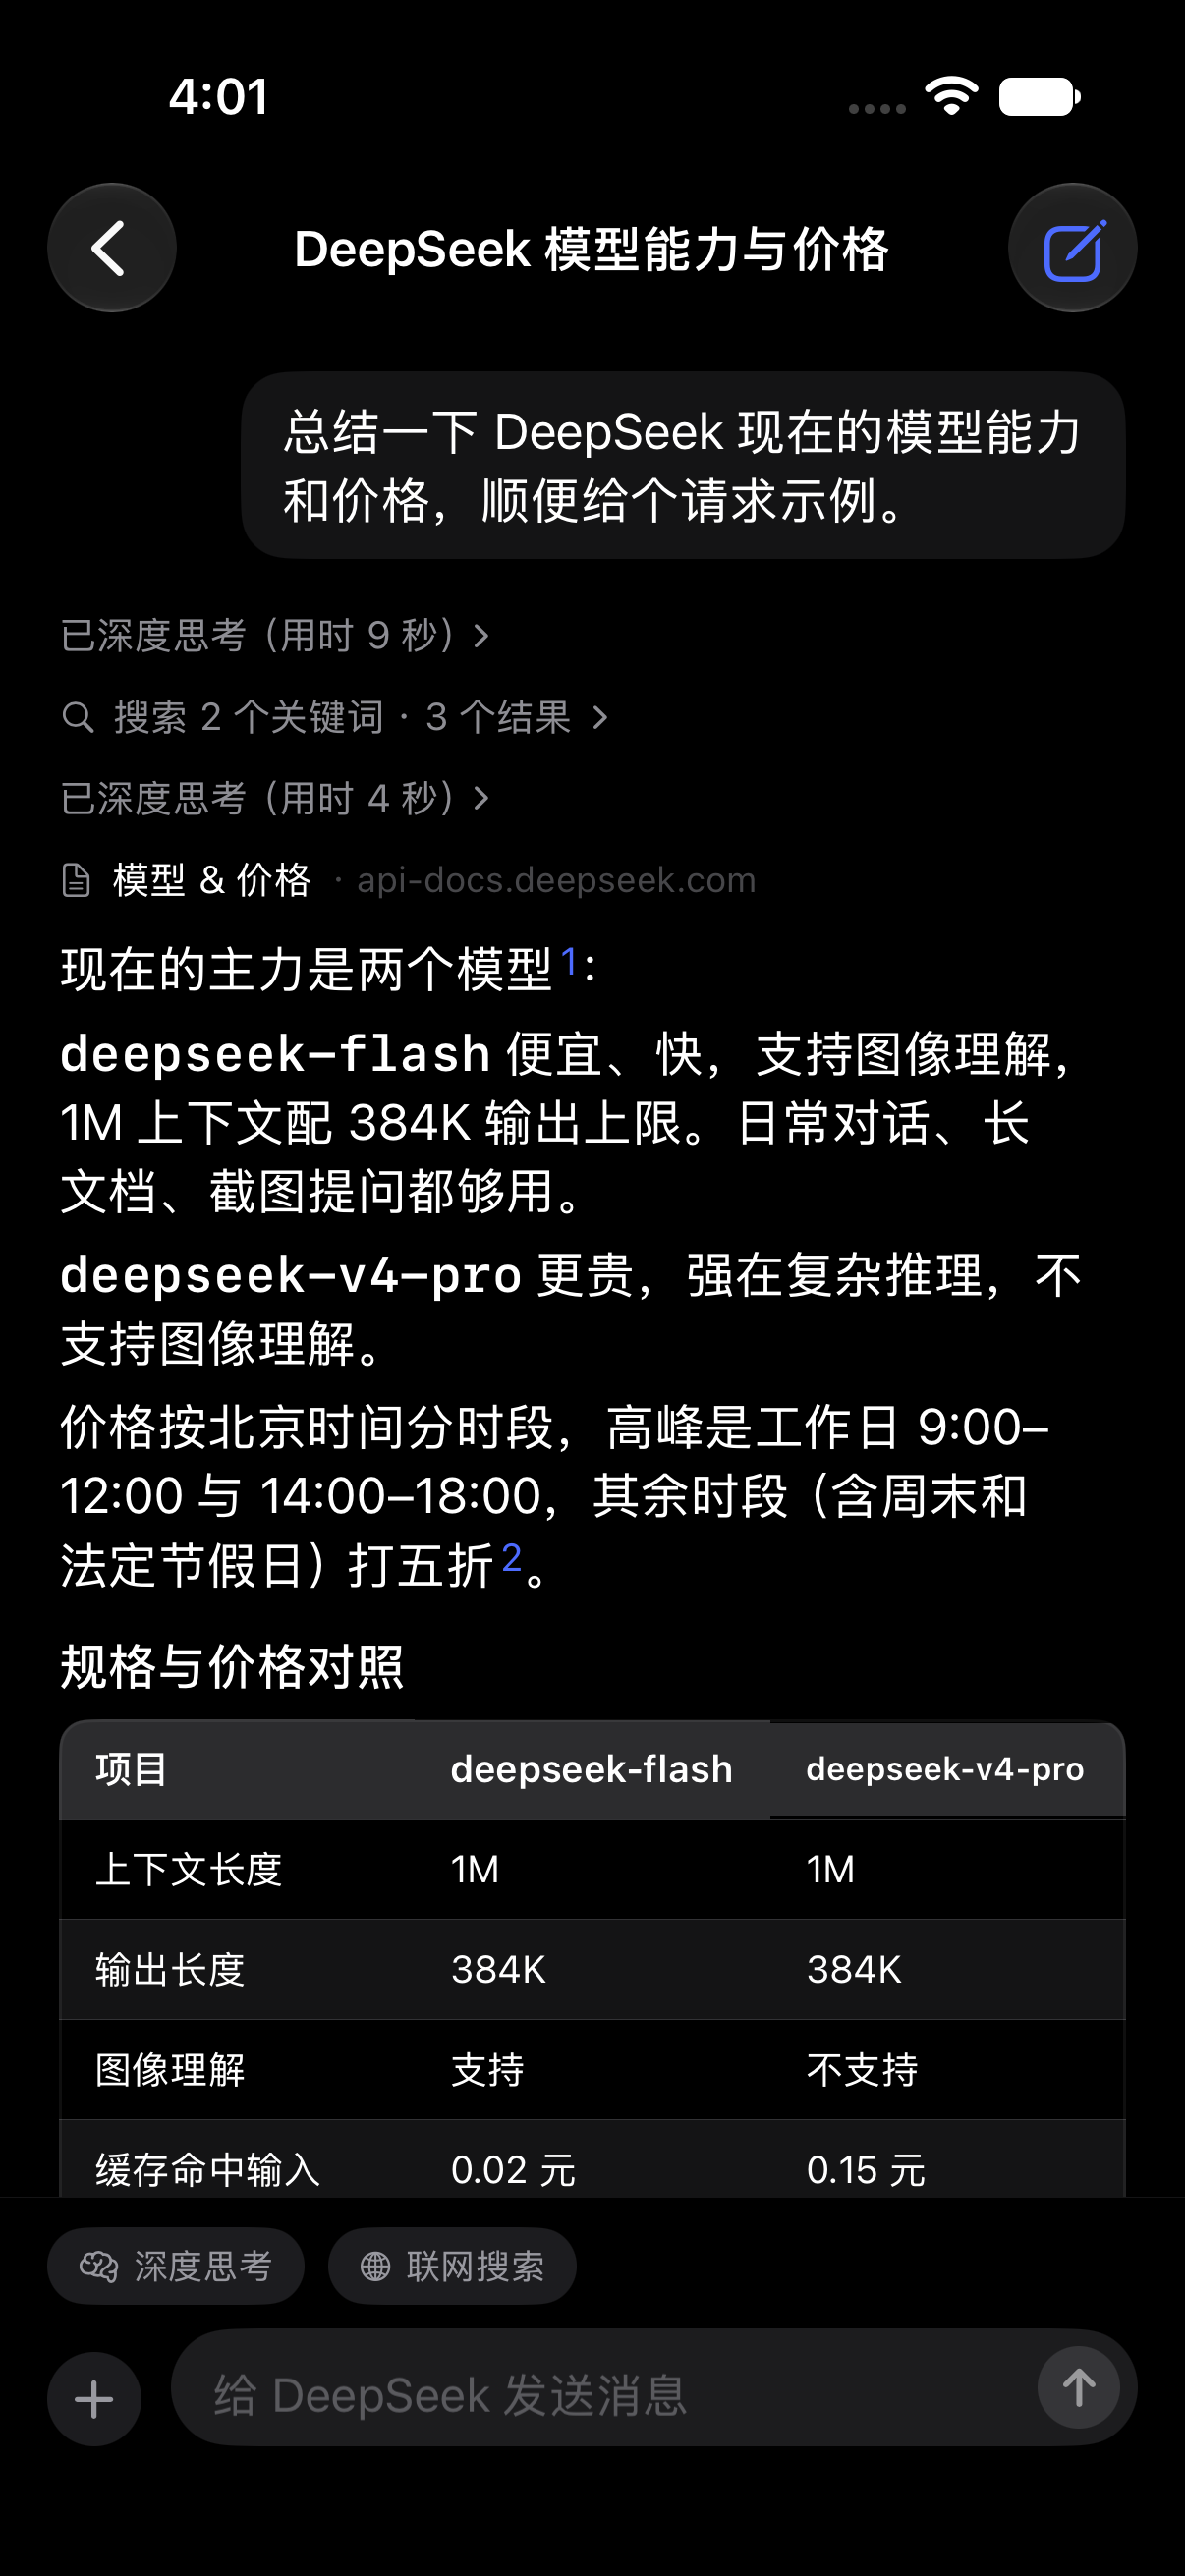 4:01
DeepSeek 模型能力与价格
总结一下 DeepSeek 现在的模型能力
和价格，顺便给个请求示例。
已深度思考（用时 9 秒）
搜索 2 个关键词 · 3 个结果
已深度思考（用时 4 秒）
模型 & 价格 · api-docs.deepseek.com
现在的主力是两个模型1：
deepseek-flash 便宜、快，支持图像理解，
1M 上下文配 384K 输出上限。日常对话、长
文档、截图提问都够用。
deepseek-v4-pro 更贵，强在复杂推理，不
支持图像理解。
价格按北京时间分时段，高峰是工作日 9:00–
12:00 与 14:00–18:00，其余时段（含周末和
法定节假日）打五折2。
规格与价格对照
项目 deepseek-flash deepseek-v4-pro
上下文长度 1M 1M
输出长度 384K 384K
图像理解 支持 不支持
缓存命中输入 0.02 元 0.15 元
深度思考 联网搜索
给 DeepSeek 发送消息